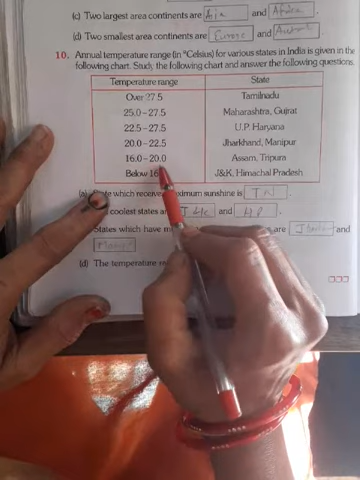 (c) Two largest area continents are Asia and Africa.
(d) Two smallest area continents are Europe and
10. Annual temperature range (in °Celsius) for various states in India is given in the
following chart. Study the following chart and answer the following questions.
Temperature range State
Over 27.5 Tamilnadu
25.0 – 27.5 Maharashtra, Gujrat
22.5 – 27.5 U.P. Haryana
20.0 – 22.5 Jharkhand, Manipur
16.0 – 20.0 Assam, Tripura
Below 16 J&K, Himachal Pradesh
(a) State which receives maximum sunshine is T.N.
coolest states are J &K and H.P.
States which have are and
(d) The temperature